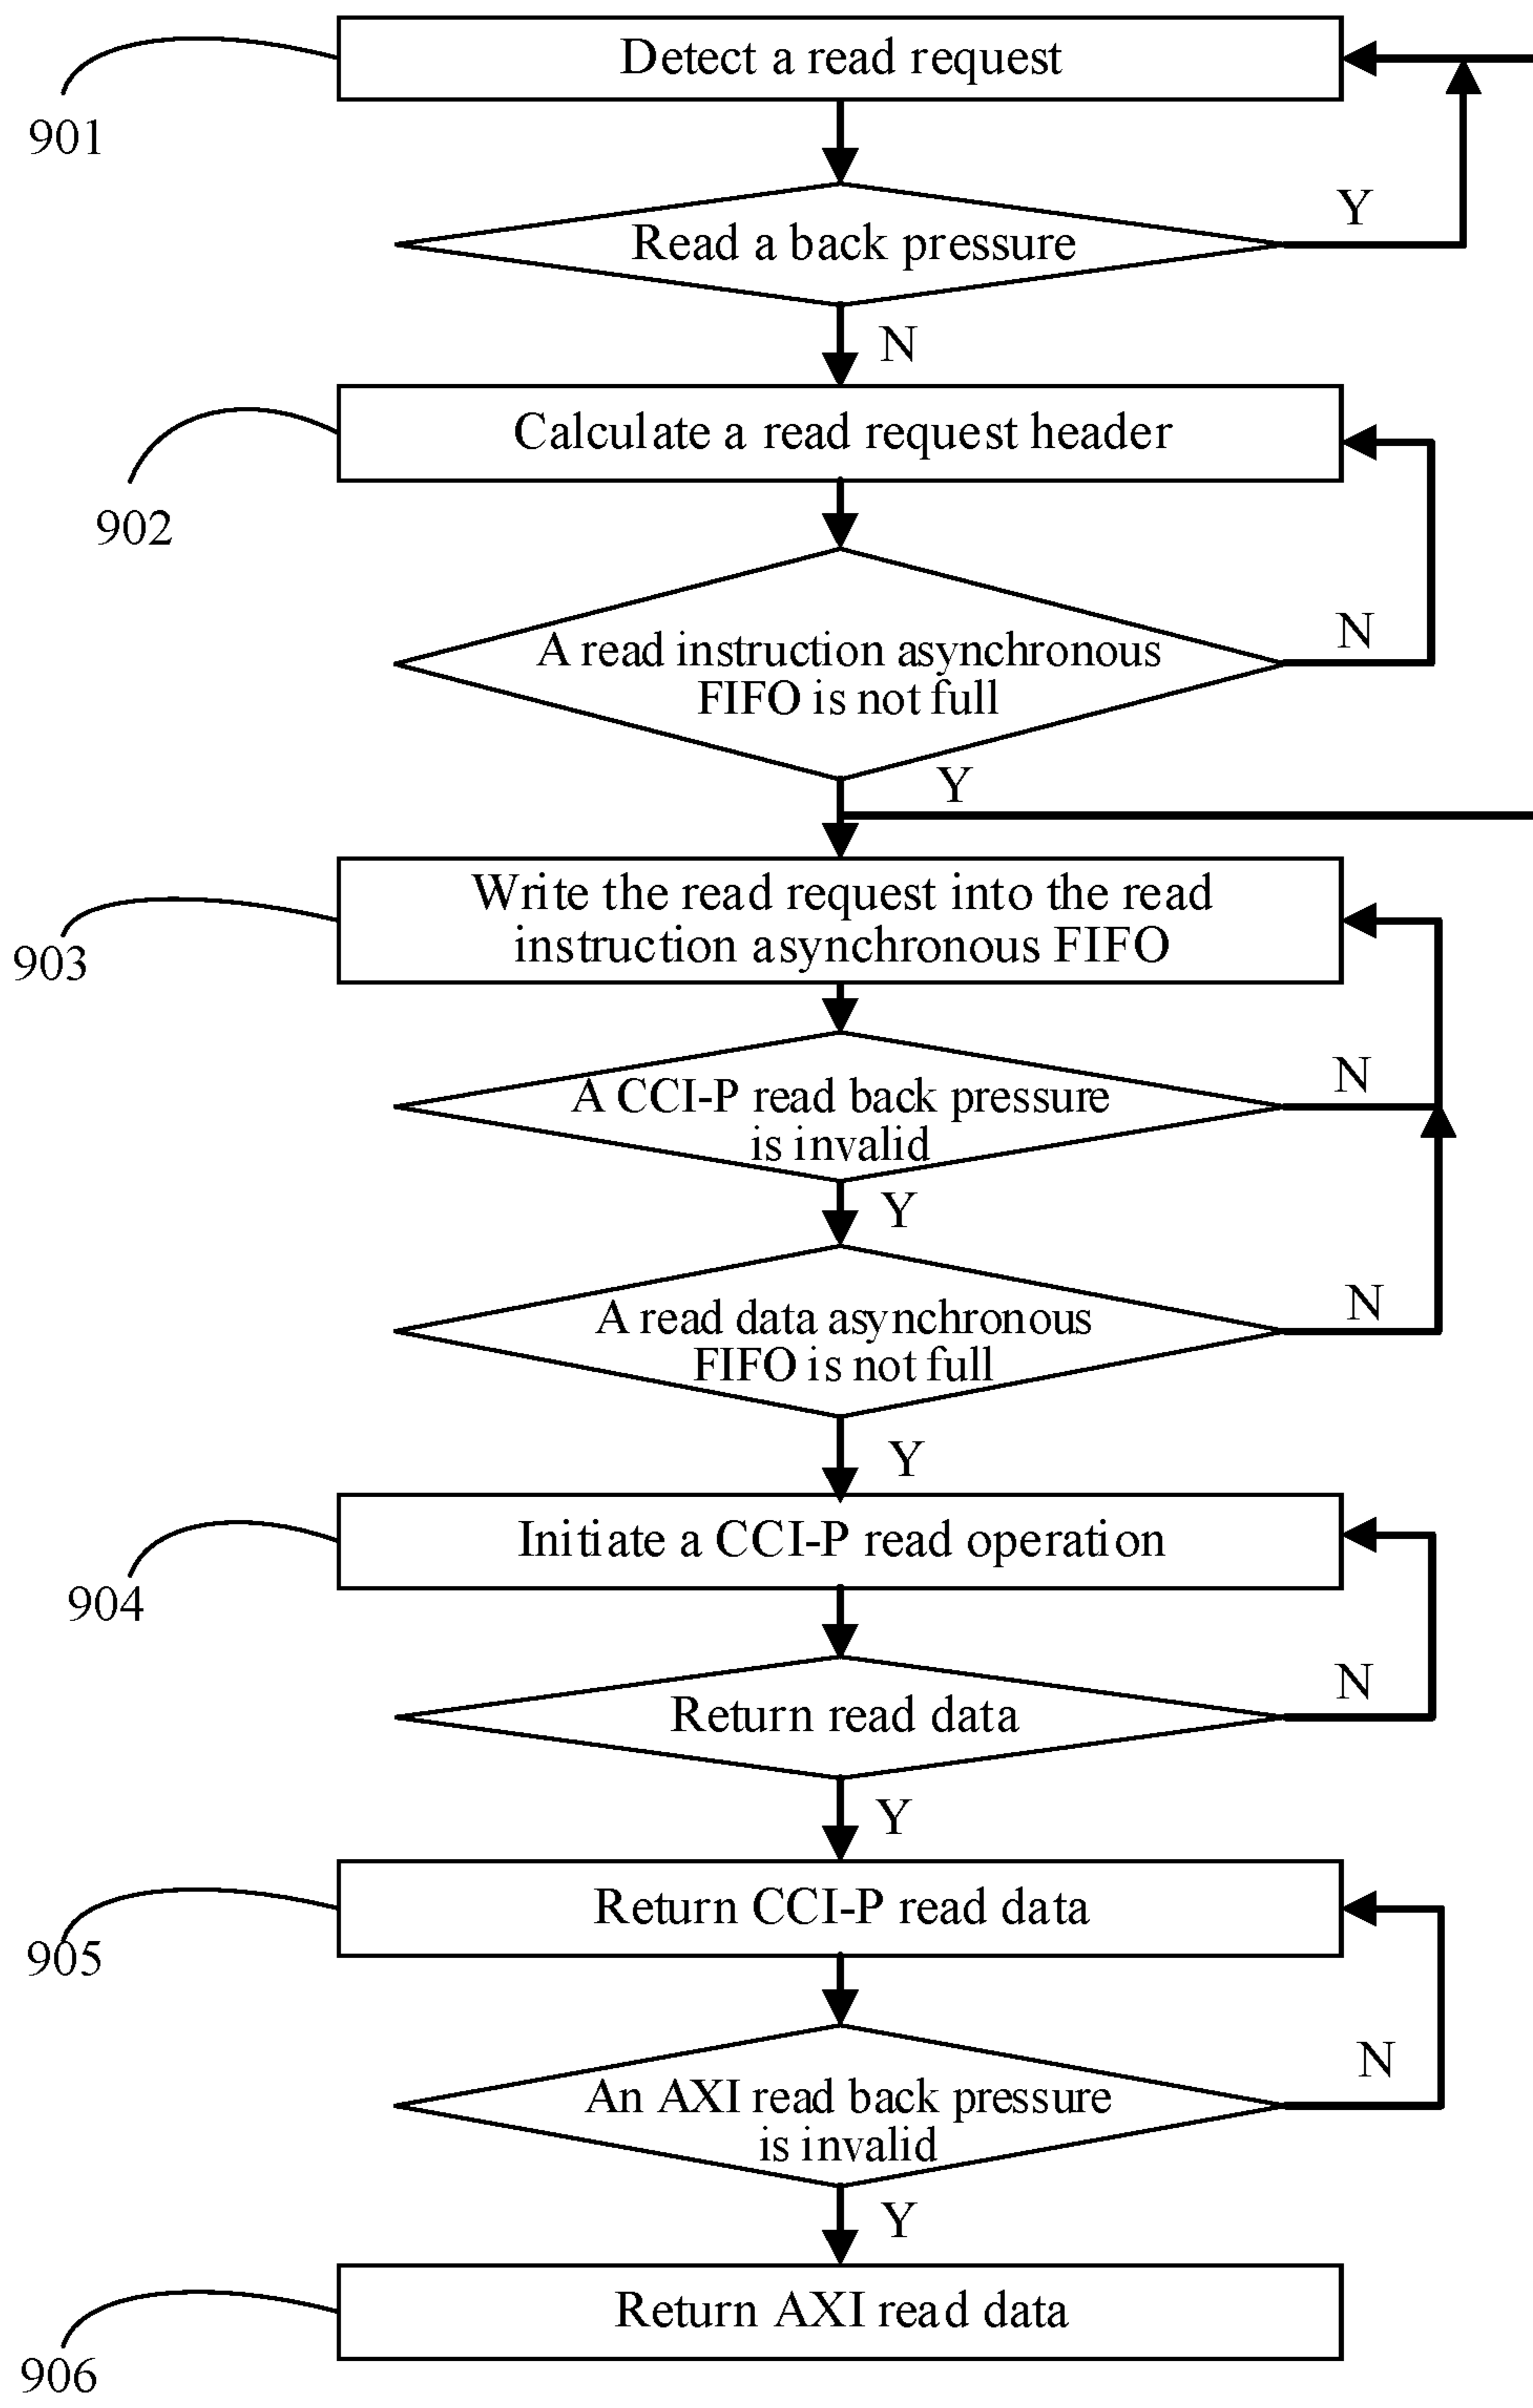 Detect a read request
901
Y
Read a back pressure
N
Calculate a read request header
902
N
A read instruction asynchronous
FIFO is not full
Y
Write the read request into the read
instruction asynchronous FIFO
903
N
A CCI-P read back pressure
is invalid
Y
N
A read data asynchronous
FIFO is not full
Y
Initiate a CCI-P read operation
904
N
Return read data
Y
Return CCI-P read data
905
N
An AXI read back pressure
is invalid
Y
Return AXI read data
906